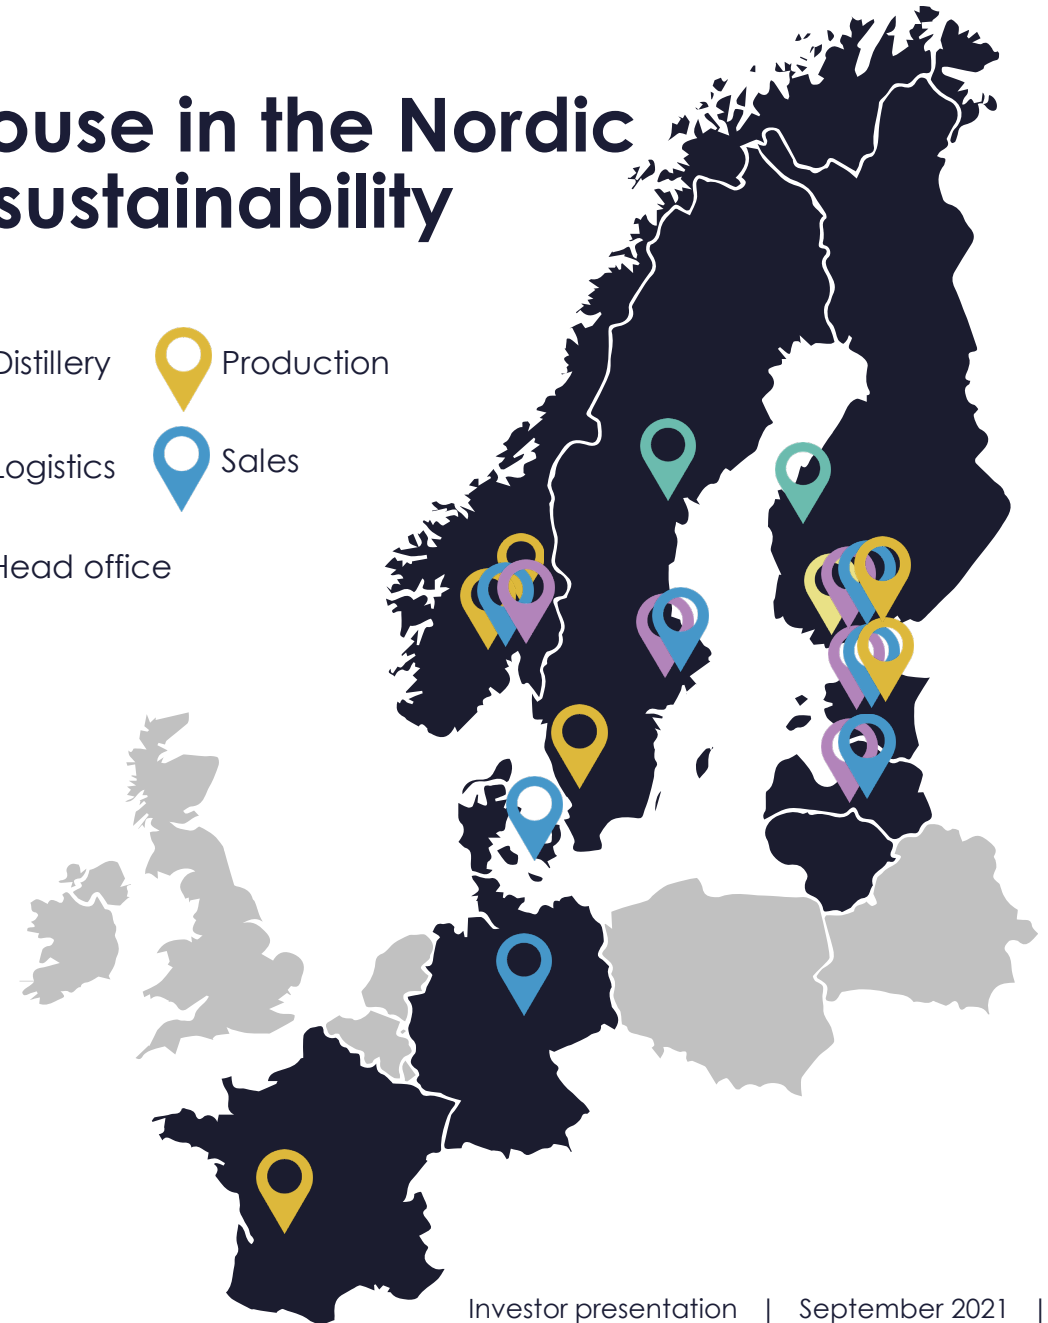 ouse in the Nordic
sustainability
Distillery
Production
Logistics
Sales
Head office
Investor presentation | September 2021 |